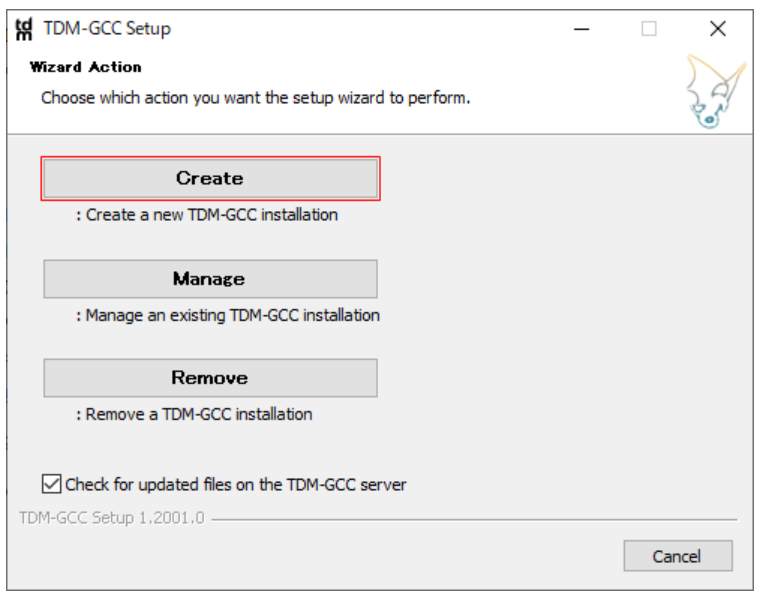 tdm TDM-GCC Setup
Wizard Action
Choose which action you want the setup wizard to perform.
Create
: Create a new TDM-GCC installation
Manage
: Manage an existing TDM-GCC installation
Remove
: Remove a TDM-GCC installation
Check for updated files on the TDM-GCC server
TDM-GCC Setup 1.2001.0
Cancel